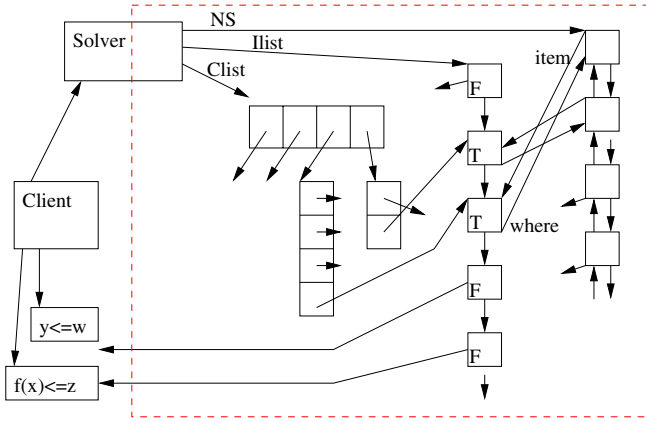 NS
Solver
Ilist
item
Clist
F
T
Client
T
where
F
y<=w
F
f(x)<=z